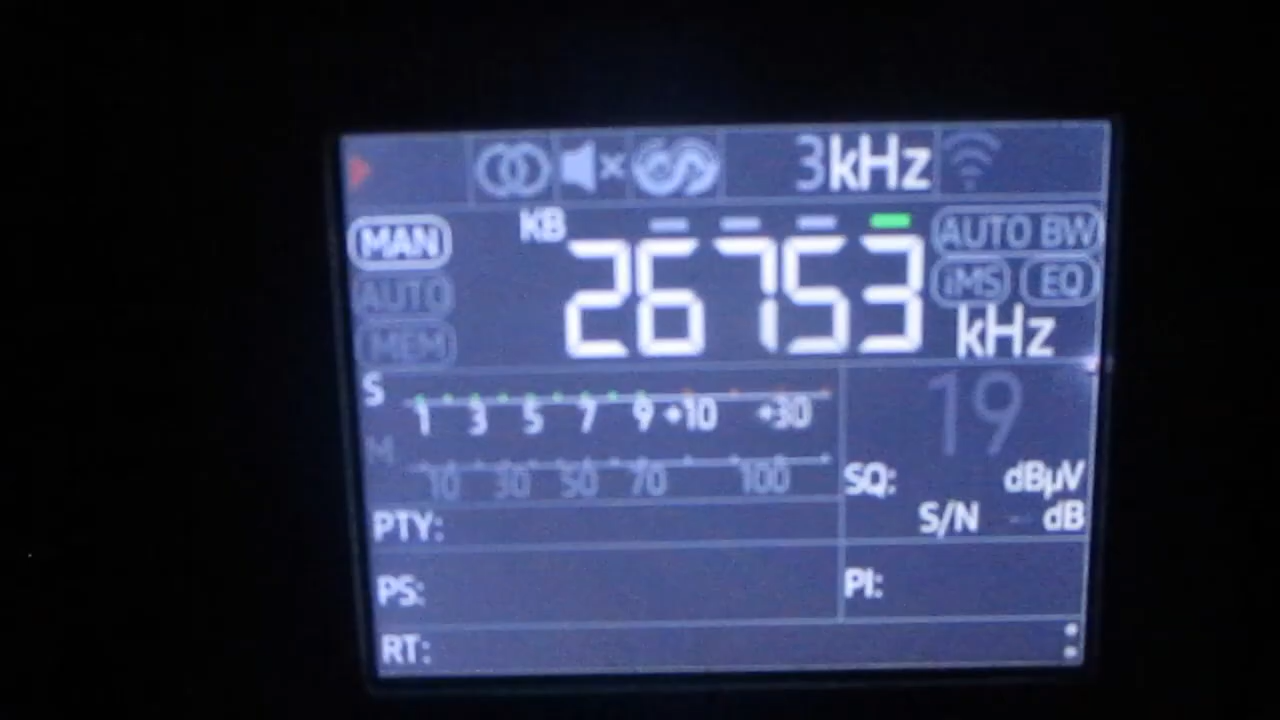 3kHz
MAN KB 26753 AUTO BW
AUTO iMS EQ
MEM kHz
S 1 3 5 7 9 +10 +30 19
M 10 30 50 70 100 SQ: dBµV
S/N - dB
PTY:
PS: PI:
RT: :